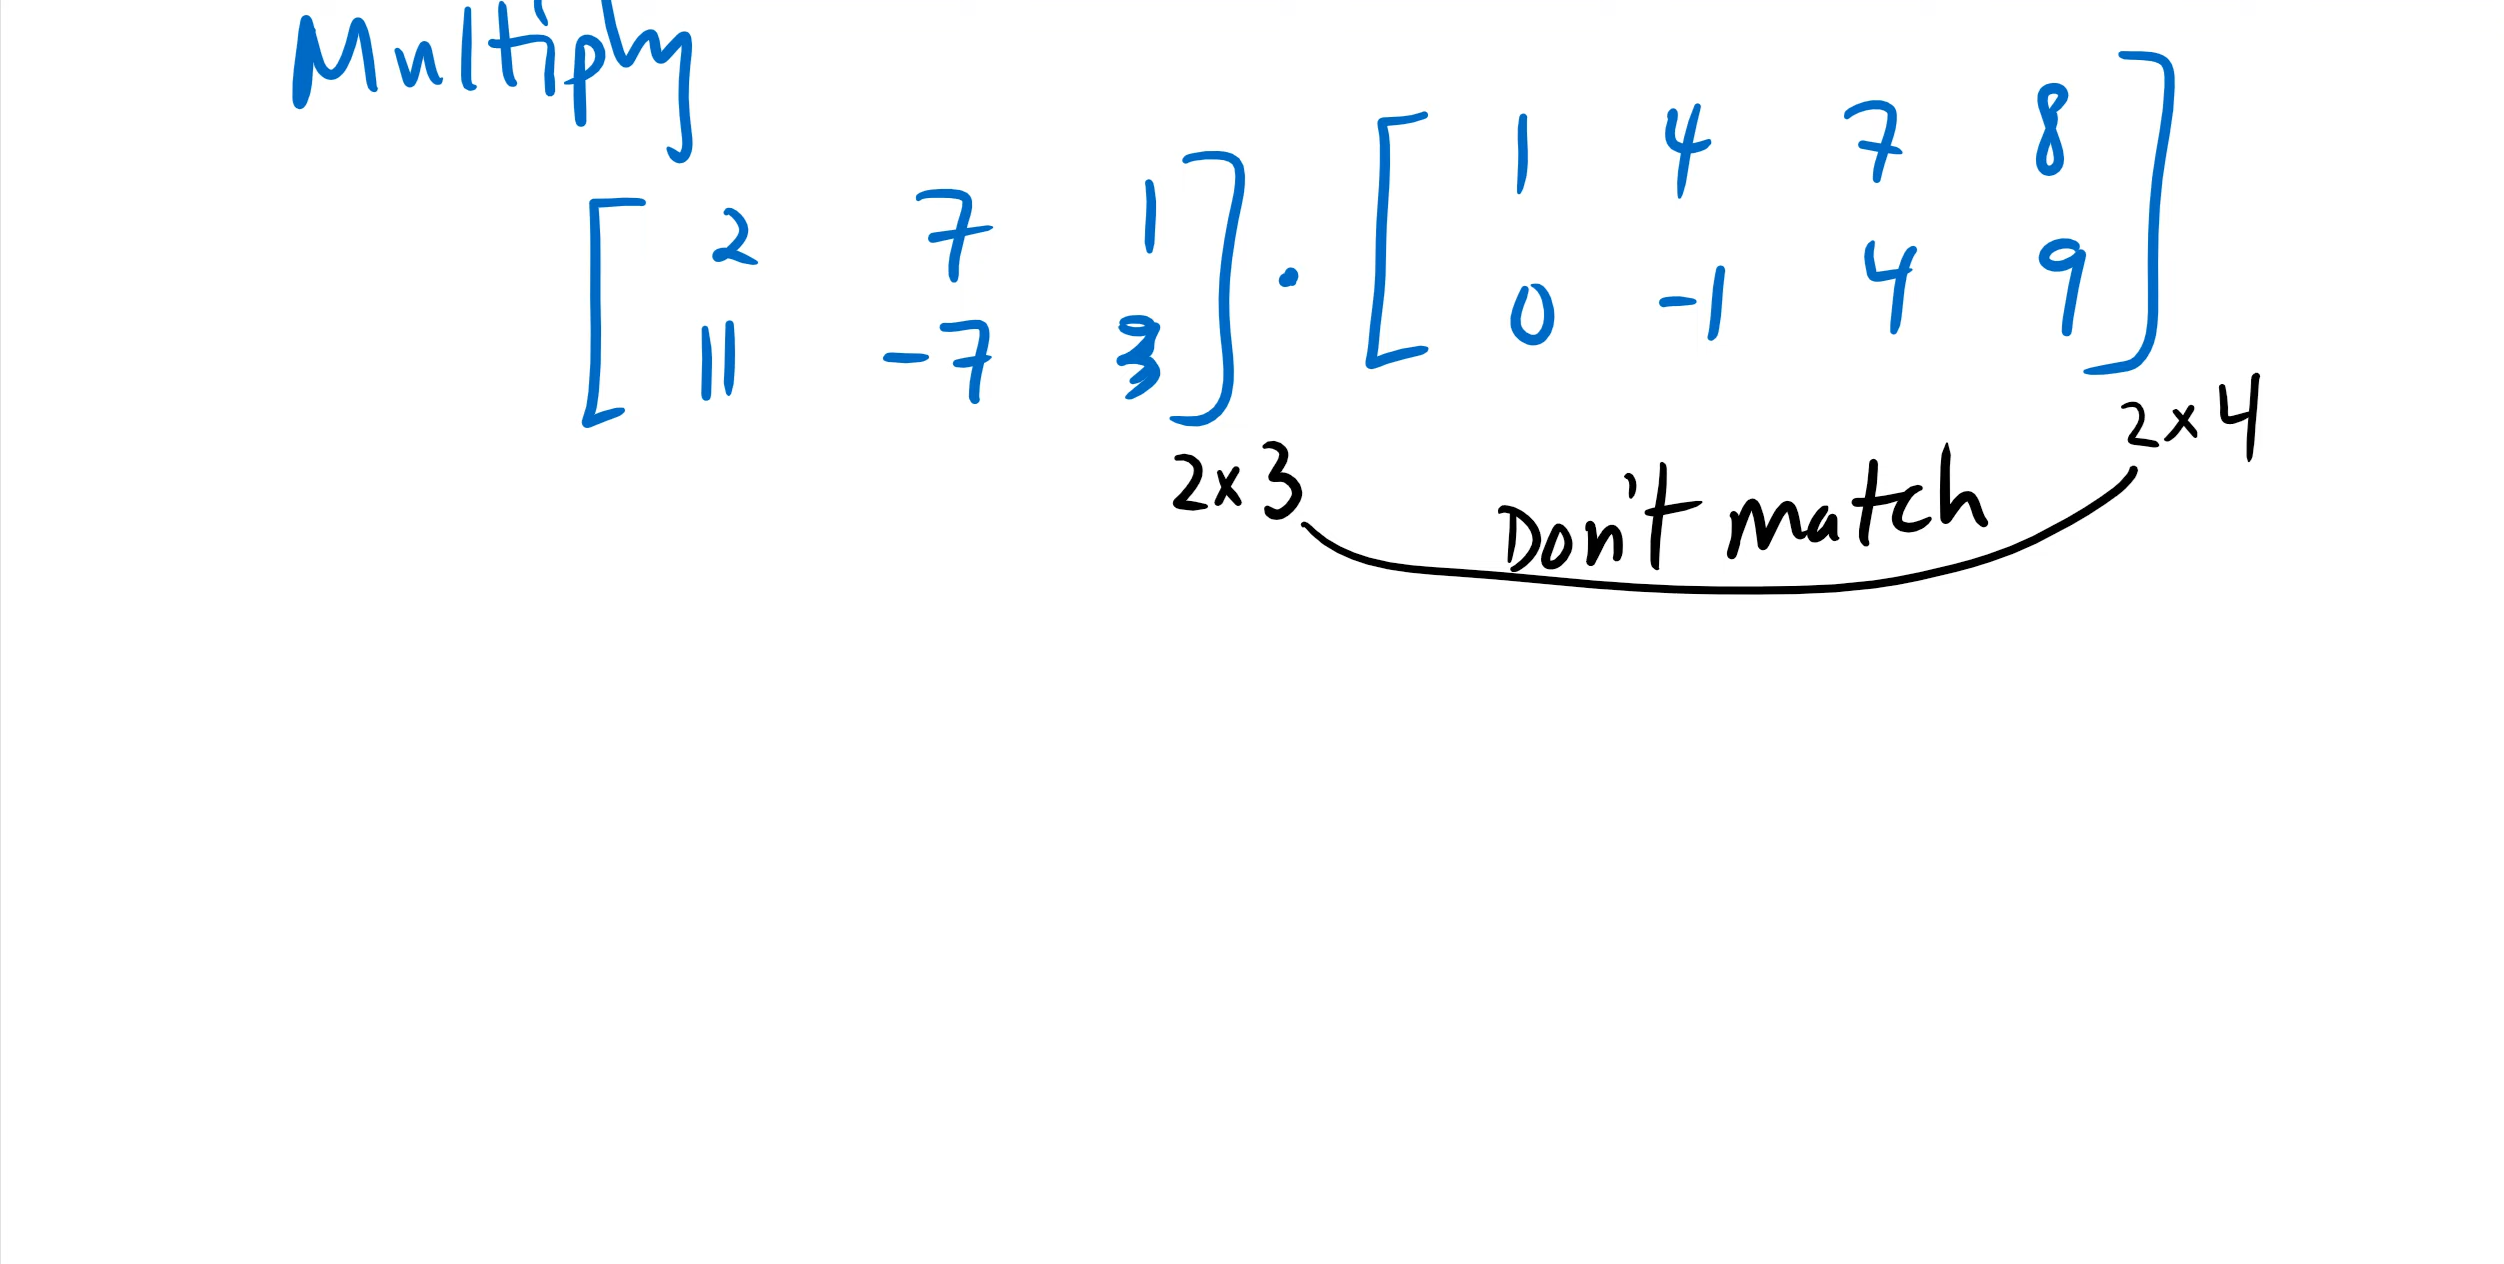 Multiply
[ 2 7 1 ] · [ 1 4 7 8 ]
[ 11 -7 3 ] [ 0 -1 4 9 ]
2x3 2x4
Don't match